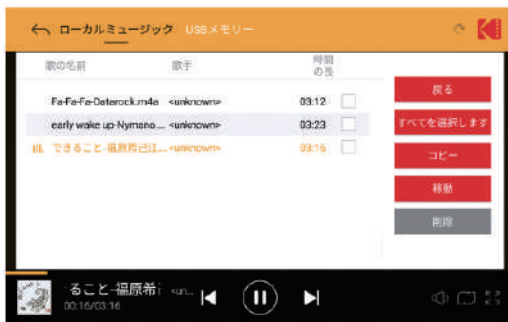 ローカルミュージック USBメモリー
歌の名前 歌手 時間の長
Fa-Fa-Fa-Datarock.m4a <unknown> 03:12
early wake up-Nymano.... <unknown> 03:23
できること-福原希己江... <unknown> 03:16
戻る
すべてを選択します
コピー
移動
削除
ること-福原希 <un...
00:16/03:16